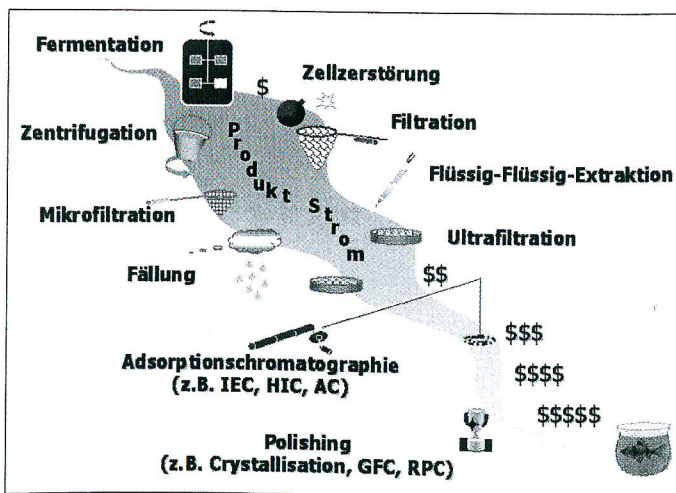 Fermentation
$
Zellzerstörung
Zentrifugation
Filtration
Produkt Strom
Flüssig-Flüssig-Extraktion
Mikrofiltration
Ultrafiltration
Fällung
$$
$$$
Adsorptionschromatographie
(z.B. IEC, HIC, AC)
$$$$
$$$$$
Polishing
(z.B. Crystallisation, GFC, RPC)